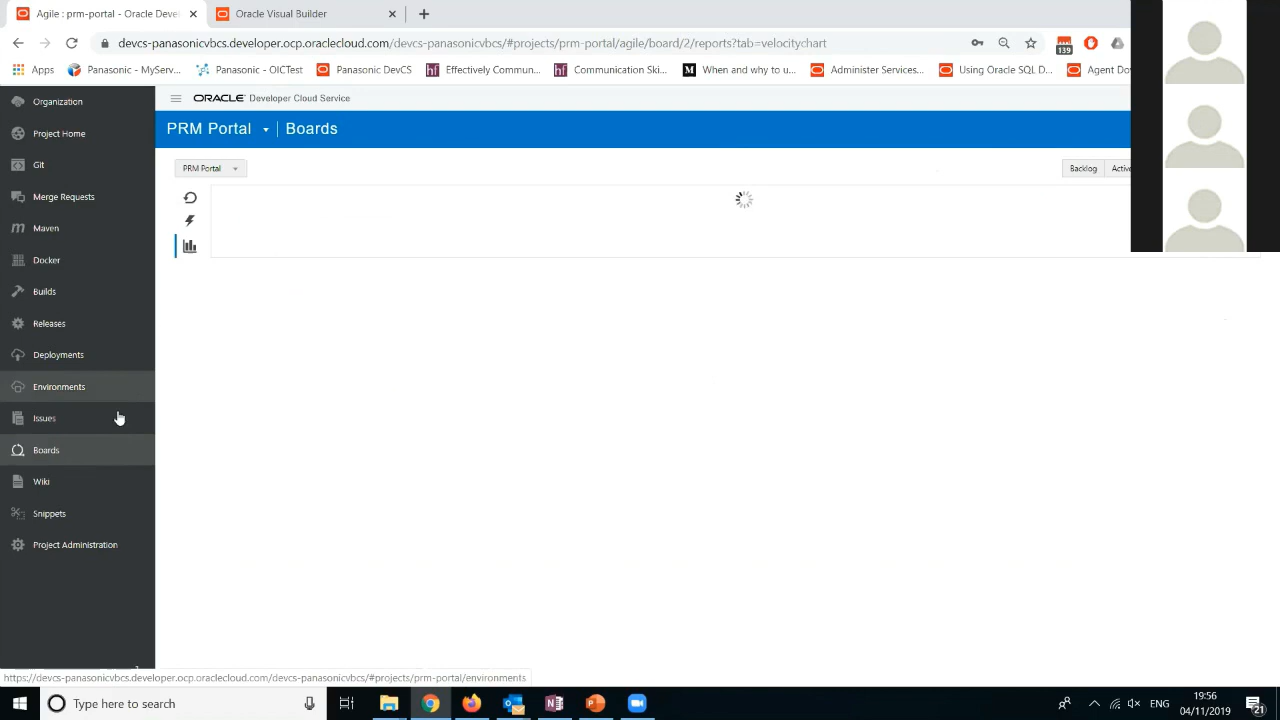 Agile : prm-portal - Oracle Deve
Oracle Visual Builder
devcs-panasonicvbcs.developer.ocp.oraclecloud.com/devcs-panasonicvbcs/#projects/prm-portal/agile/board/2/reports?tab=velocitychart
139
Apps
Panasonic - MyServ...
Panasonic - OICTest
Panasonic DevCS
Effectively Commun...
Communication Ski...
When and why to u...
Administer Services...
Using Oracle SQL D...
Agent Do
Organization
ORACLE Developer Cloud Service
Project Home
PRM Portal Boards
Git
PRM Portal
Backlog
Active
Merge Requests
Maven
Docker
Builds
Releases
Deployments
Environments
Issues
Boards
Wiki
Snippets
Project Administration
https://devcs-panasonicvbcs.developer.ocp.oraclecloud.com/devcs-panasonicvbcs/#projects/prm-portal/environments
Type here to search
ENG
19:56
04/11/2019
21